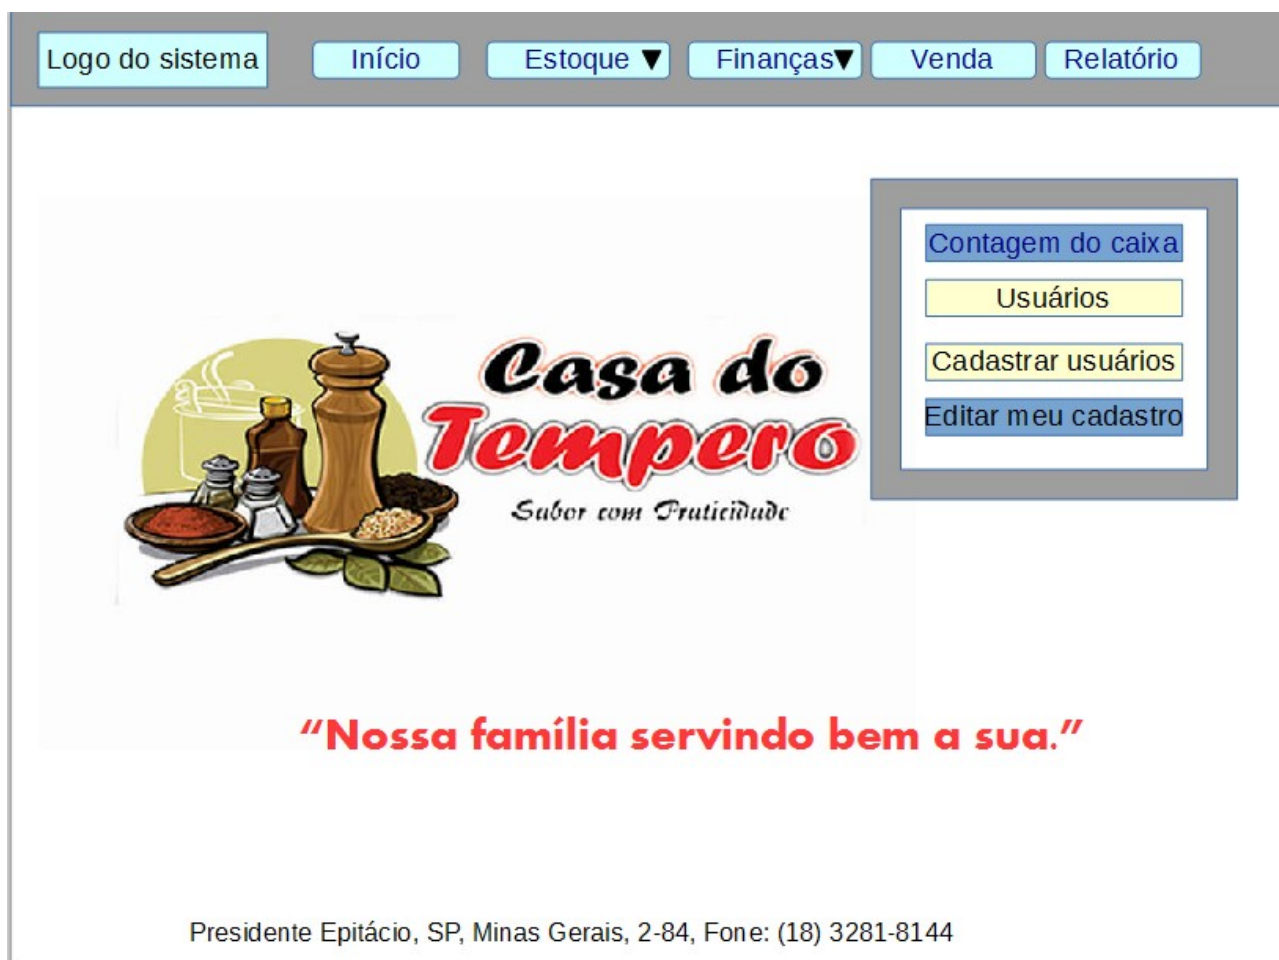 Logo do sistema Início Estoque ▼ Finanças▼ Venda Relatório
Contagem do caixa
Usuários
Cadastrar usuários
Editar meu cadastro
Casa do
Tempero
Sabor com Praticidade
“Nossa família servindo bem a sua.”
Presidente Epitácio, SP, Minas Gerais, 2-84, Fone: (18) 3281-8144